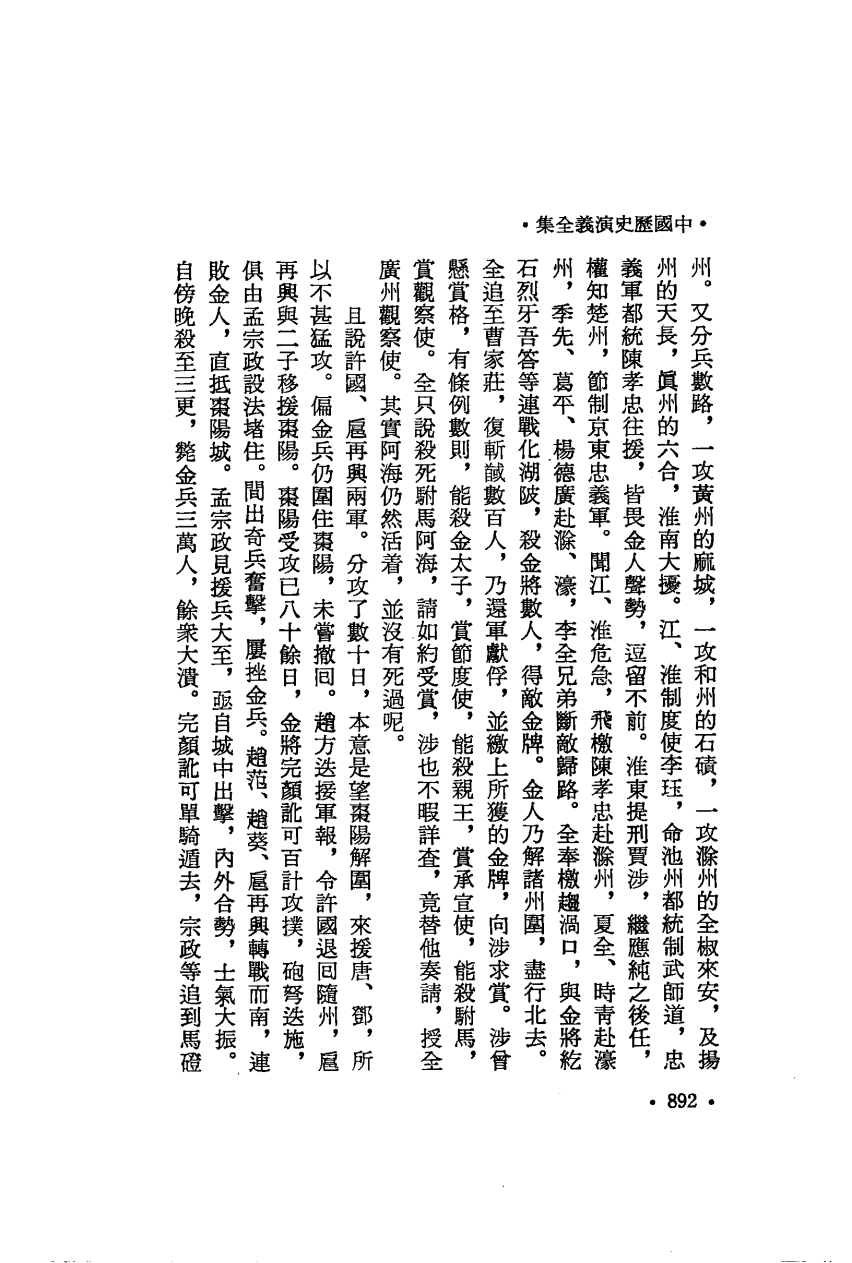 •中國歷史演義全集•
州。又分兵數路，一攻黃州的麻城，一攻和州的石磧，一攻滁州的全椒來安，及揚
州的天長，眞州的六合，淮南大擾。江、淮制度使李珏，命池州都統制武師道，忠
義軍都統陳孝忠往援，皆畏金人聲勢，逗留不前。淮東提刑賈涉，繼應純之後任，
權知楚州，節制京東忠義軍。聞江、淮危急，飛檄陳孝忠赴滁州，夏全、時靑赴濠
州，季先、葛平、楊德廣赴滁、濠，李全兄弟斷敵歸路。全奉檄趨渦口，與金將紇
石烈牙吾答等連戰化湖陂，殺金將數人，得敵金牌。金人乃解諸州圍，盡行北去。
全追至曹家莊，復斬馘數百人，乃還軍獻俘，並繳上所獲的金牌，向涉求賞。涉曾
懸賞格，有條例數則，能殺金太子，賞節度使，能殺親王，賞承宣使，能殺駙馬，
賞觀察使。全只說殺死駙馬阿海，請如約受賞，涉也不暇詳查，竟替他奏請，授全
廣州觀察使。其實阿海仍然活着，並沒有死過呢。
且說許國、扈再興兩軍。分攻了數十日，本意是望棗陽解圍，來援唐、鄧，所
以不甚猛攻。偏金兵仍圍住棗陽，未嘗撤回。趙方迭接軍報，令許國退回隨州，扈
再興與二子移援棗陽。棗陽受攻已八十餘日，金將完顏訛可百計攻撲，砲弩迭施，
俱由孟宗政設法堵住。間出奇兵奮擊，屢挫金兵。趙范、趙葵、扈再興轉戰而南，連
敗金人，直抵棗陽城。孟宗政見援兵大至，亟自城中出擊，內外合勢，士氣大振。
自傍晚殺至三更，斃金兵三萬人，餘衆大潰。完顏訛可單騎遁去，宗政等追到馬磴
• 892 •